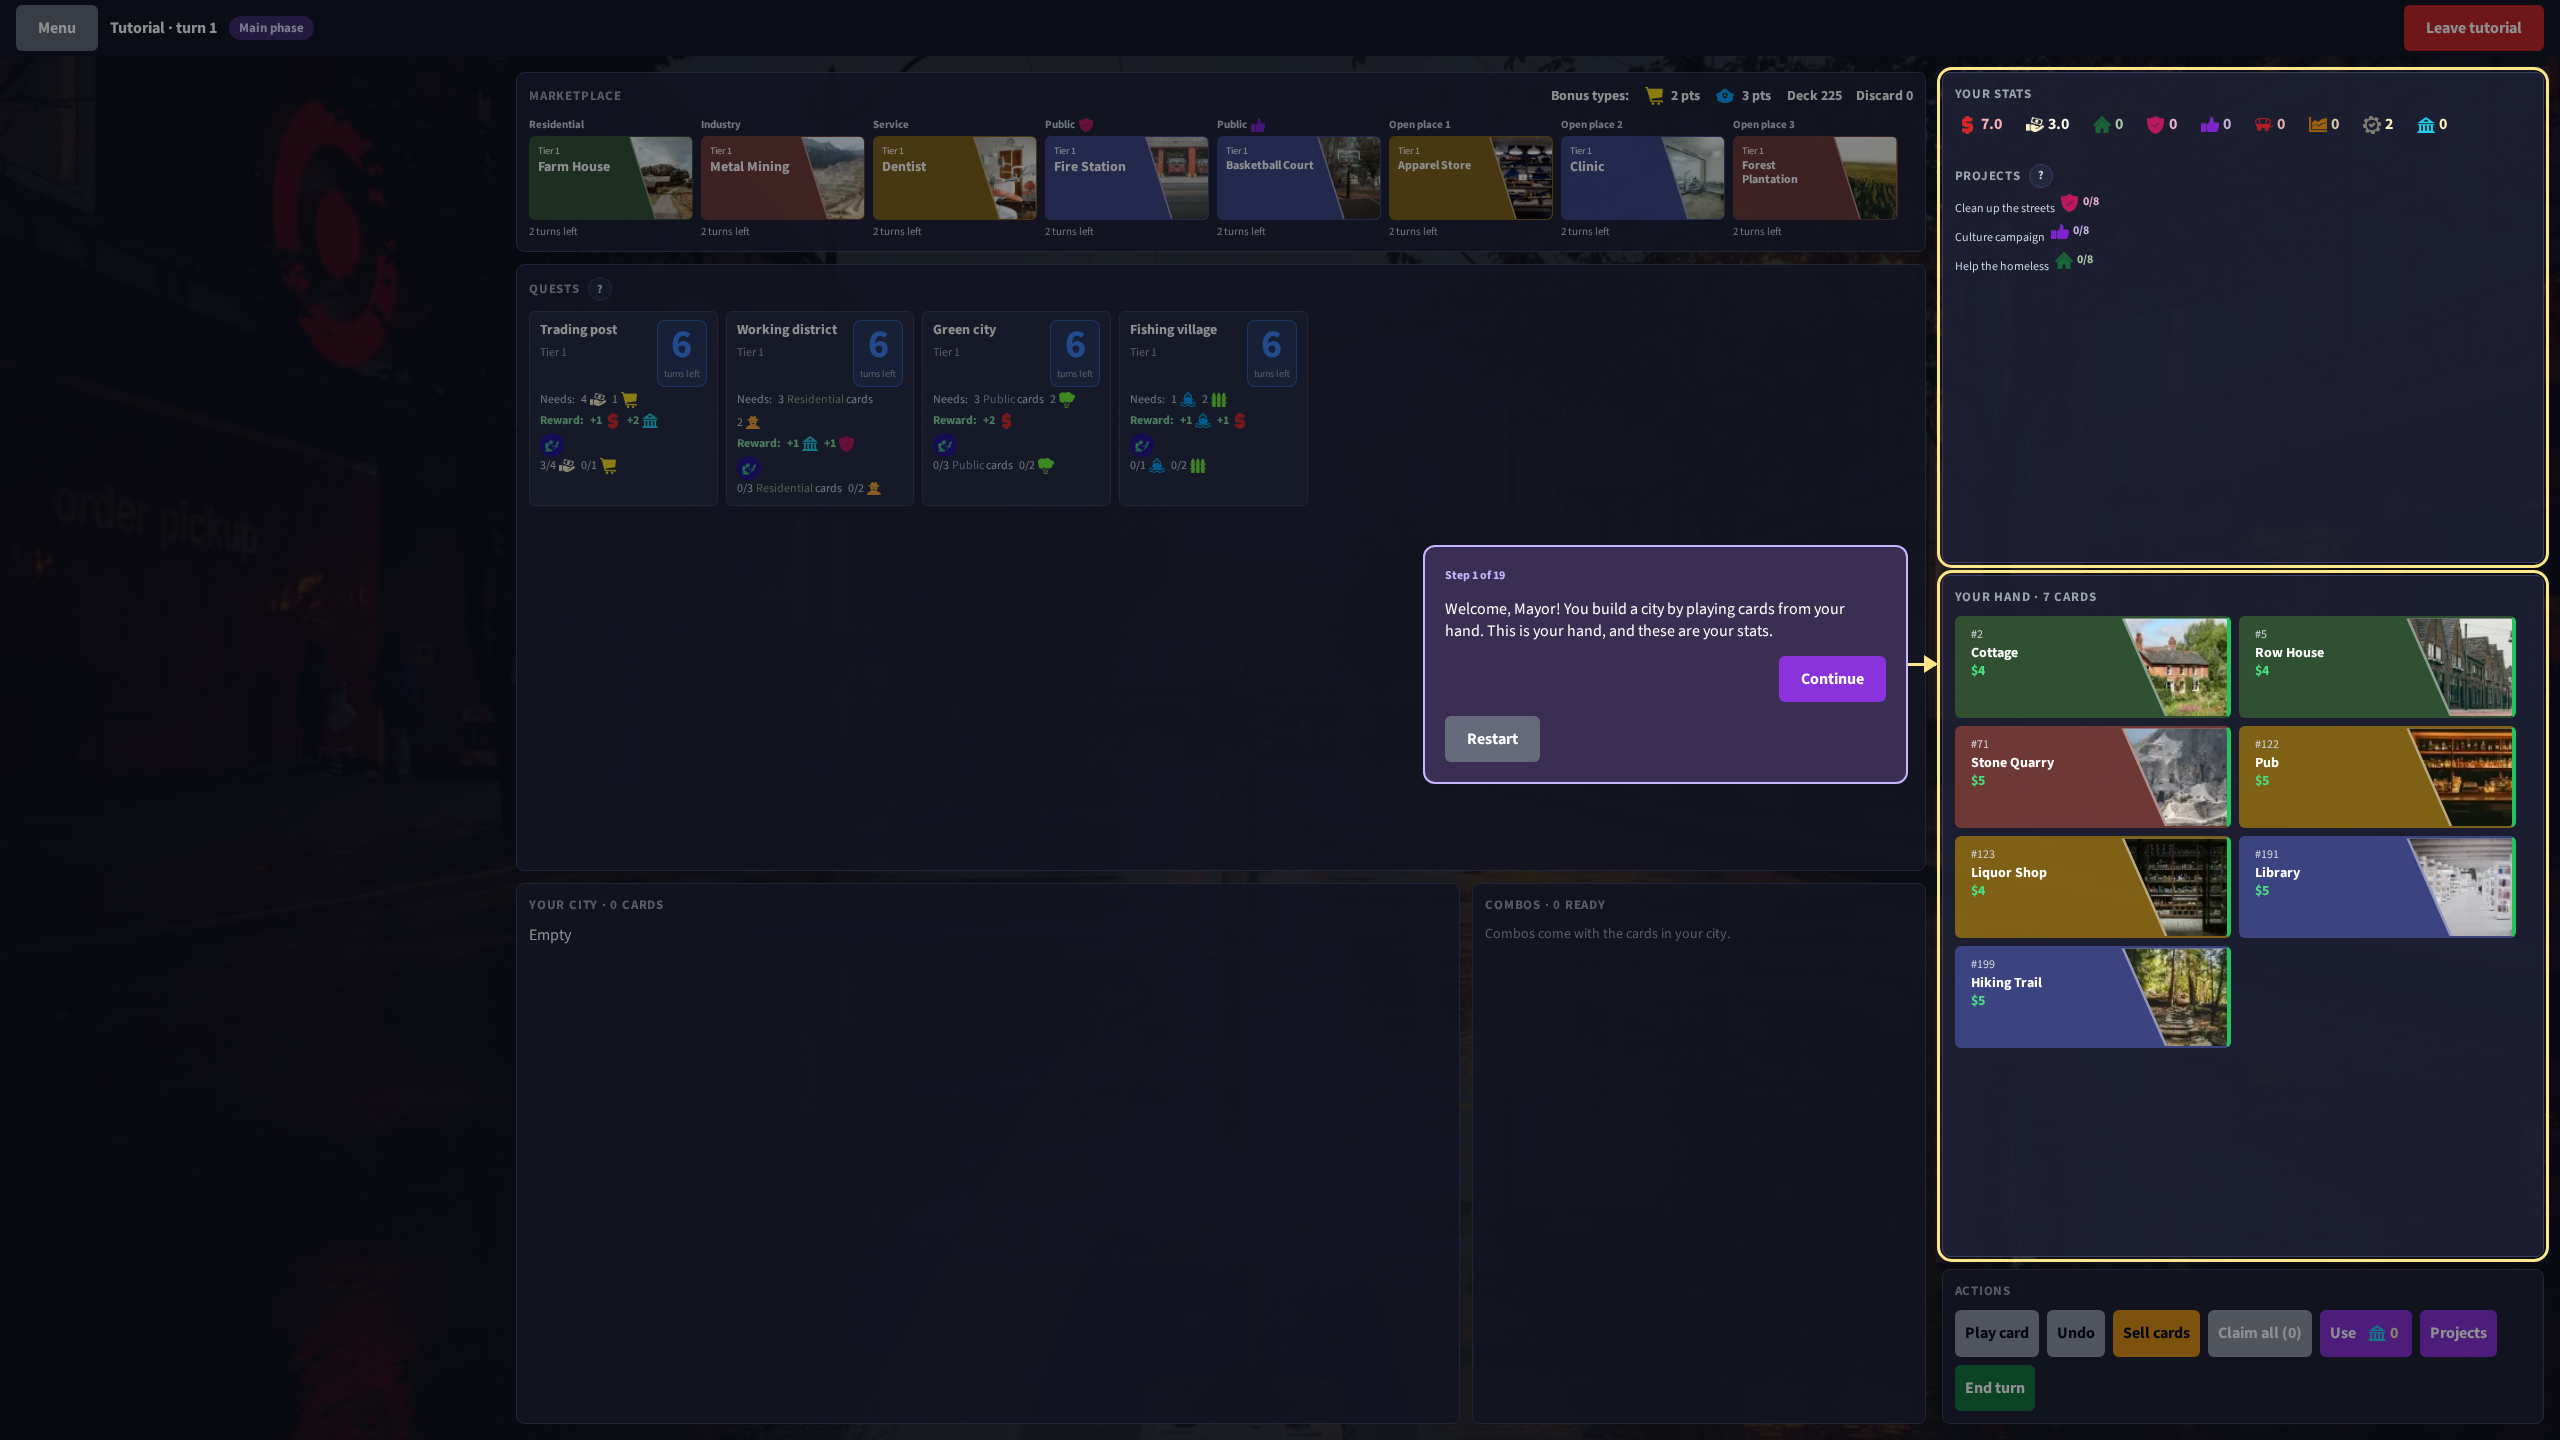 Menu
Tutorial · turn 1
Main phase
Leave tutorial
MARKETPLACE
Bonus types: 2 pts 3 pts Deck 225 Discard 0
Residential
Tier 1
Farm House
2 turns left
Industry
Tier 1
Metal Mining
2 turns left
Service
Tier 1
Dentist
2 turns left
Public
Tier 1
Fire Station
2 turns left
Public
Tier 1
Basketball Court
2 turns left
Open place 1
Tier 1
Apparel Store
2 turns left
Open place 2
Tier 1
Clinic
2 turns left
Open place 3
Tier 1
Forest
Plantation
2 turns left
QUESTS ?
Trading post
Tier 1
6
turns left
Needs: 4 1
Reward: +1 +2
3/4 0/1
Working district
Tier 1
6
turns left
Needs: 3 Residential cards
2
Reward: +1 +1
0/3 Residential cards 0/2
Green city
Tier 1
6
turns left
Needs: 3 Public cards 2
Reward: +2
0/3 Public cards 0/2
Fishing village
Tier 1
6
turns left
Needs: 1 2
Reward: +1 +1
0/1 0/2
order pickup
Step 1 of 19
Welcome, Mayor! You build a city by playing cards from your
hand. This is your hand, and these are your stats.
Continue
Restart
YOUR CITY · 0 CARDS
Empty
COMBOS · 0 READY
Combos come with the cards in your city.
YOUR STATS
7.0 3.0 0 0 0 0 0 2 0
PROJECTS ?
Clean up the streets 0/8
Culture campaign 0/8
Help the homeless 0/8
YOUR HAND · 7 CARDS
#2
Cottage
$4
#5
Row House
$4
#71
Stone Quarry
$5
#122
Pub
$5
#123
Liquor Shop
$4
#191
Library
$5
#199
Hiking Trail
$5
ACTIONS
Play card
Undo
Sell cards
Claim all (0)
Use 0
Projects
End turn